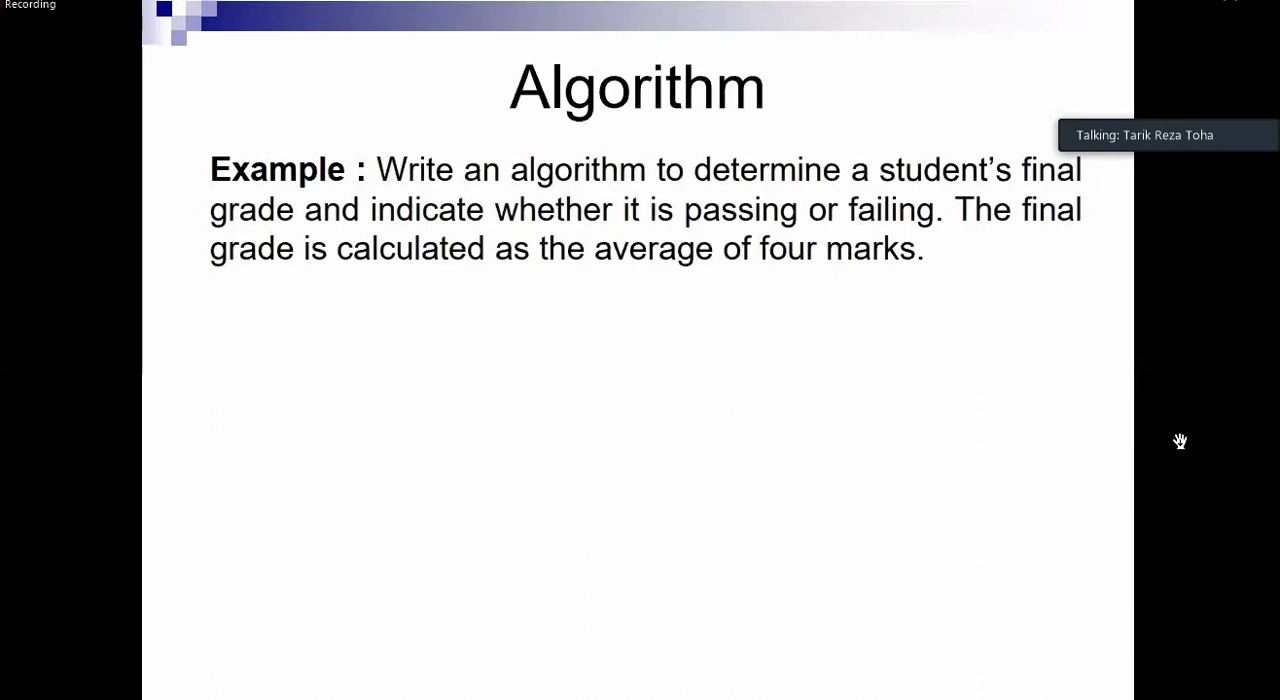 Recording
Algorithm
Talking: Tarik Reza Toha
Example : Write an algorithm to determine a student’s final
grade and indicate whether it is passing or failing. The final
grade is calculated as the average of four marks.